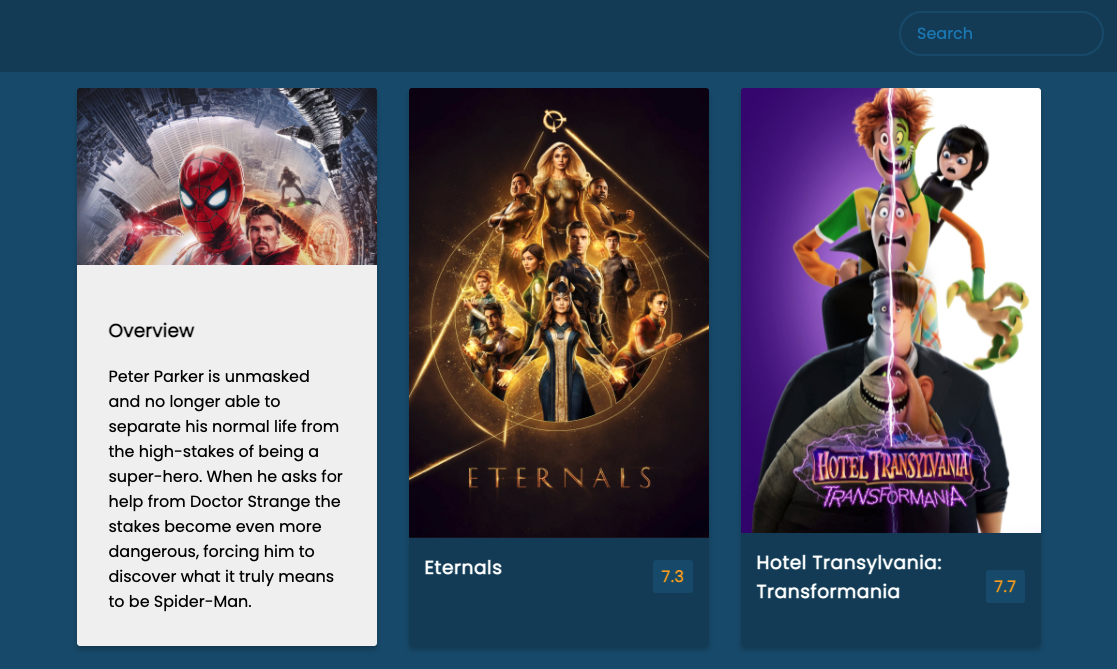 Search
Overview
Peter Parker is unmasked
and no longer able to
separate his normal life from
the high-stakes of being a
super-hero. When he asks for
help from Doctor Strange the
stakes become even more
dangerous, forcing him to
discover what it truly means
to be Spider-Man.
ETERNALS
Eternals
7.3
HOTEL TRANSYLVANIA
TRANSFORMANIA
Hotel Transylvania:
Transformania
7.7